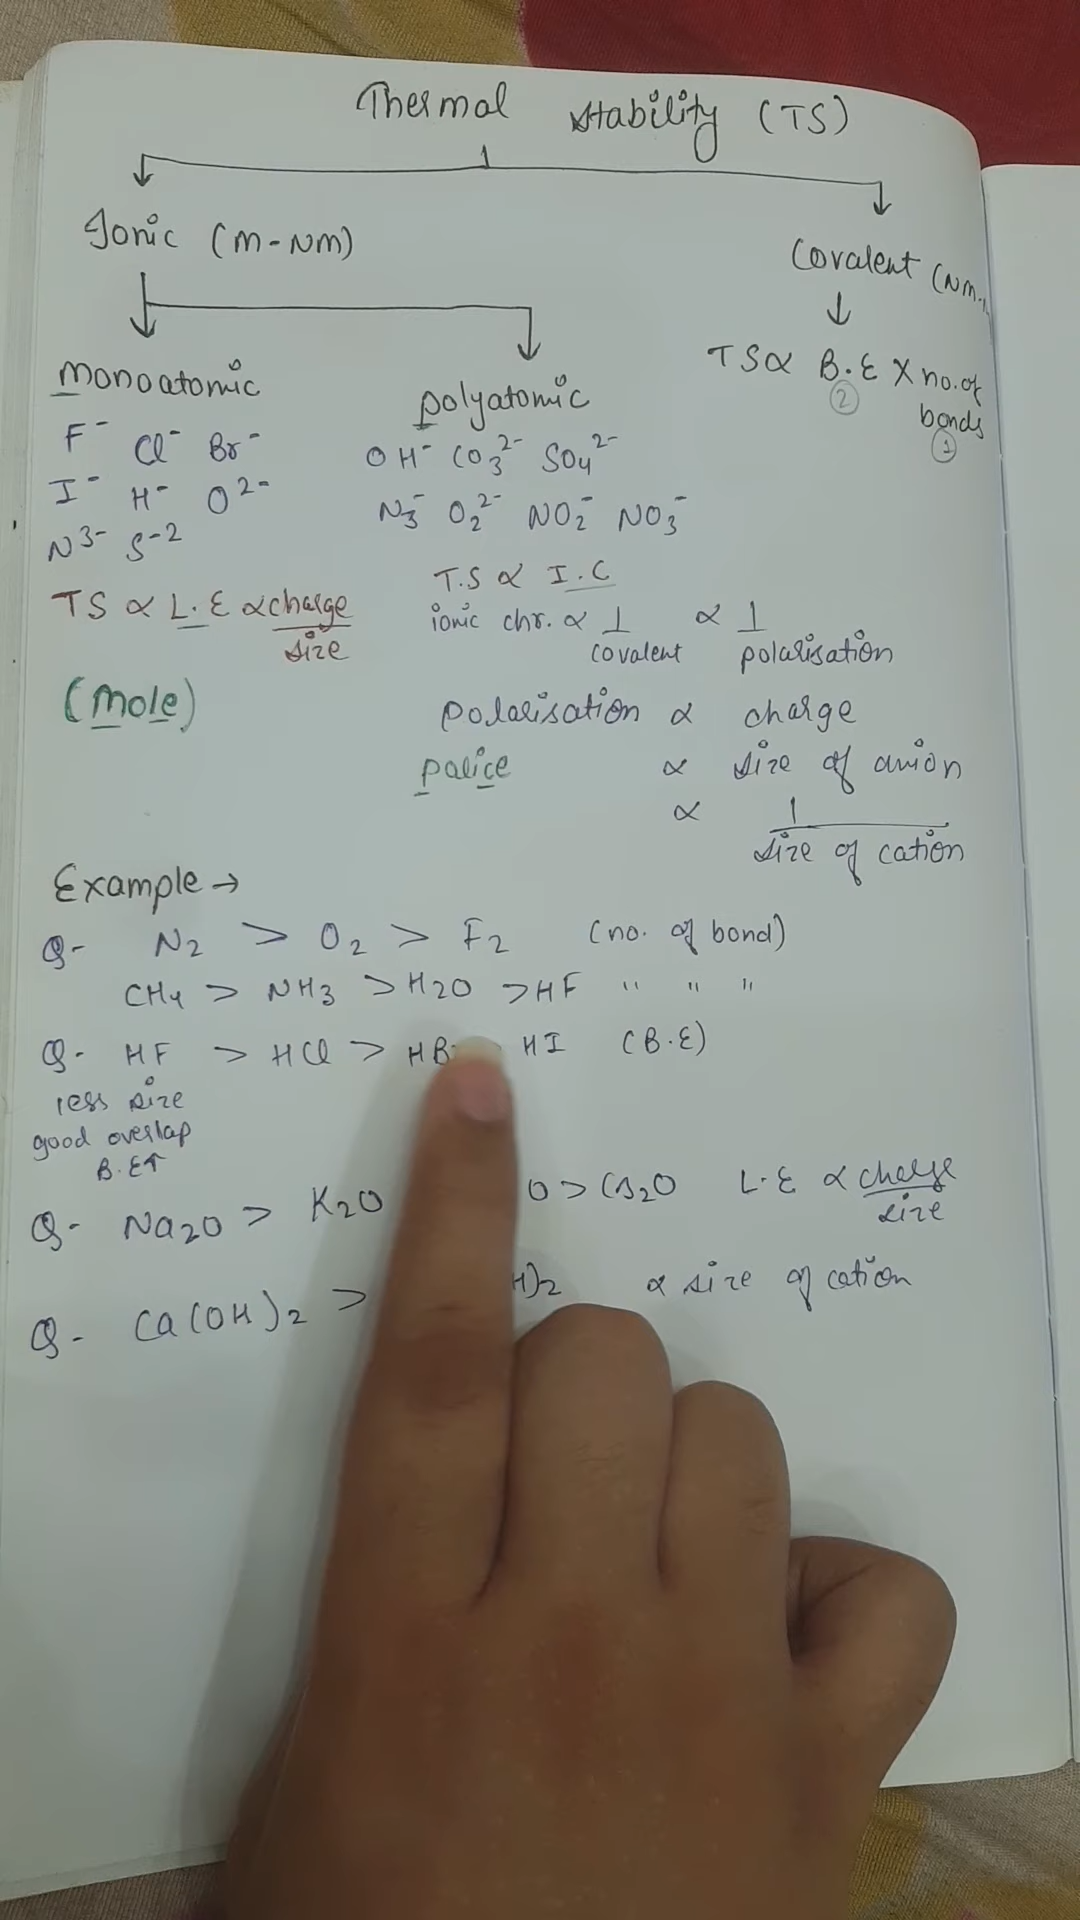 Thermal stability (TS)
Ionic (M-NM)
Covalent (NM-
monoatomic
F⁻ Cl⁻ Br⁻
I⁻ H⁻ O²⁻
N³⁻ S⁻²
TS ∝ L.E ∝ charge
size
(mole)
polyatomic
OH⁻ CO₃²⁻ SO₄²⁻
N₃⁻ O₂²⁻ NO₂⁻ NO₃⁻
T.S ∝ I.C
ionic chr. ∝ 1 ∝ 1
covalent polarisation
polarisation ∝ charge
palice ∝ size of anion
∝ 1
size of cation
TS ∝ B.E × no. of
② bonds
①
Example →
Q- N₂ > O₂ > F₂ (no. of bond)
CH₄ > NH₃ > H₂O > HF " " "
Q- HF > HCl > HB HI (B.E)
less size
good overlap
B.E↑
Q- Na₂O > K₂O O > Cs₂O L.E ∝ charge
size
Q- Ca(OH)₂ > H)₂ ∝ size of cation